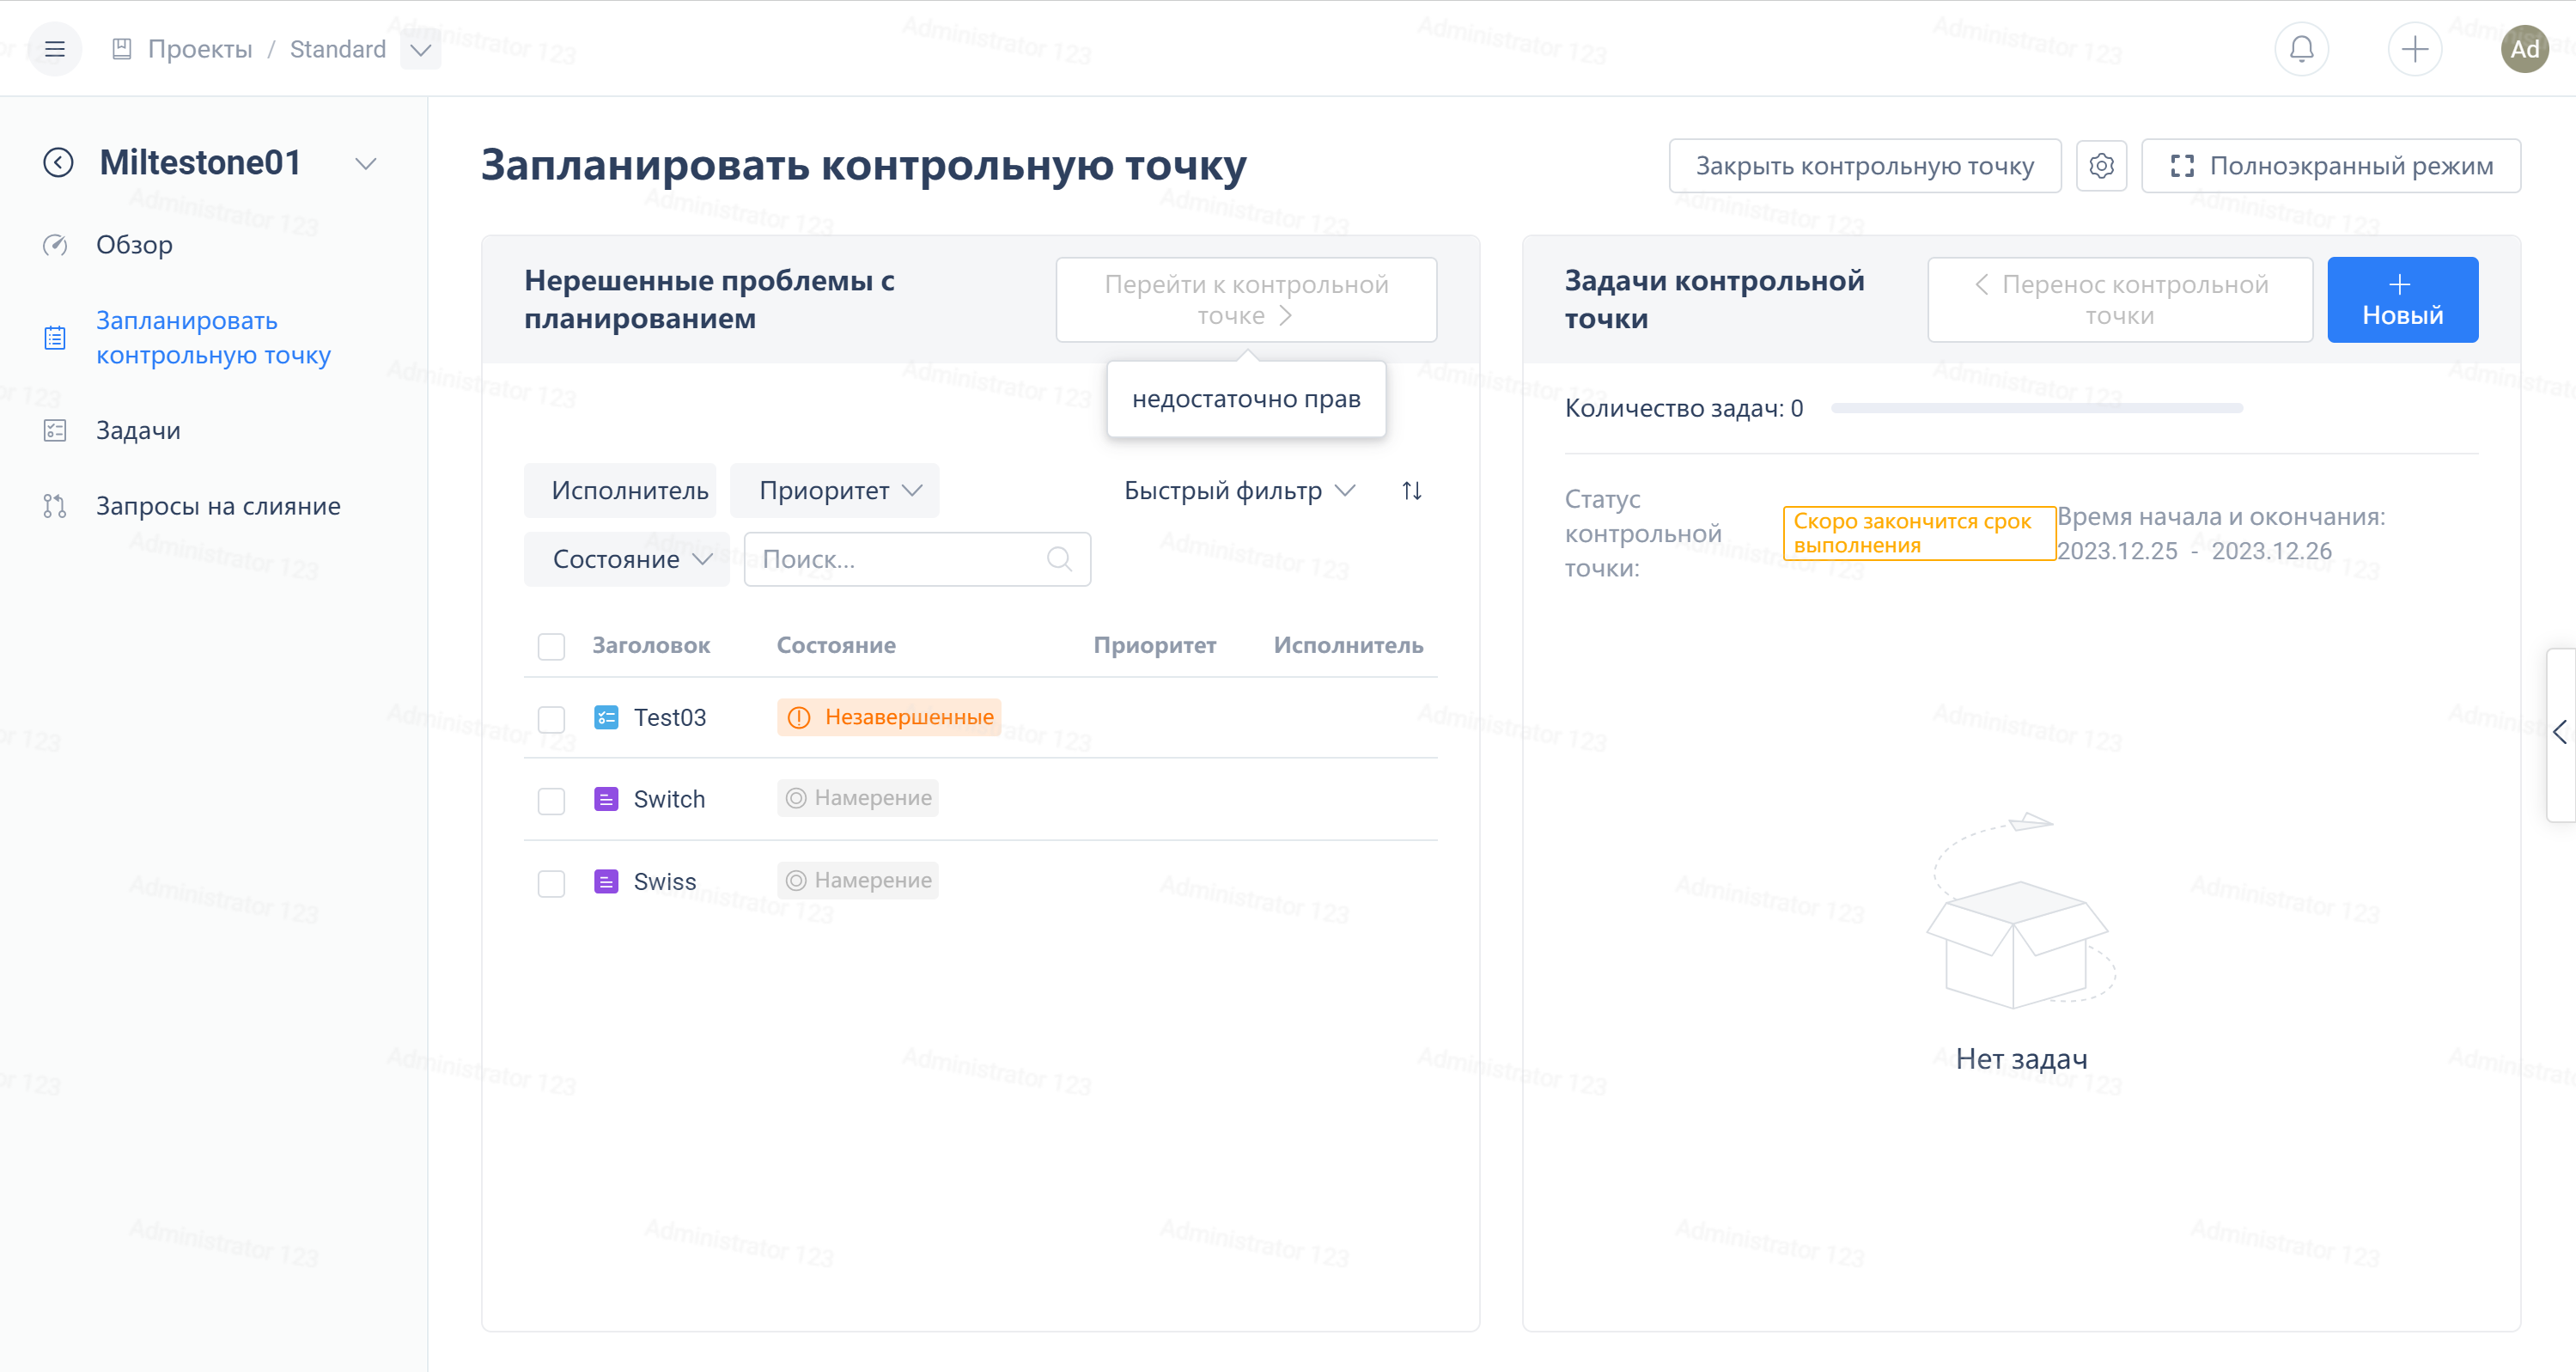 Проекты / Standard
Ad
Miltestone01
Обзор
Запланировать
контрольную точку
Задачи
Запросы на слияние
Запланировать контрольную точку
Закрыть контрольную точку
Полноэкранный режим
Нерешенные проблемы с
планированием
Перейти к контрольной
точке
недостаточно прав
Исполнитель
Приоритет
Быстрый фильтр
Состояние
Поиск...
Заголовок Состояние Приоритет Исполнитель
Test03 Незавершенные
Switch Намерение
Swiss Намерение
Задачи контрольной
точки
Перенос контрольной
точки
Новый
Количество задач: 0
Статус
контрольной
точки:
Скоро закончится срок
выполнения
Время начала и окончания:
2023.12.25 - 2023.12.26
Нет задач
Administrator 123